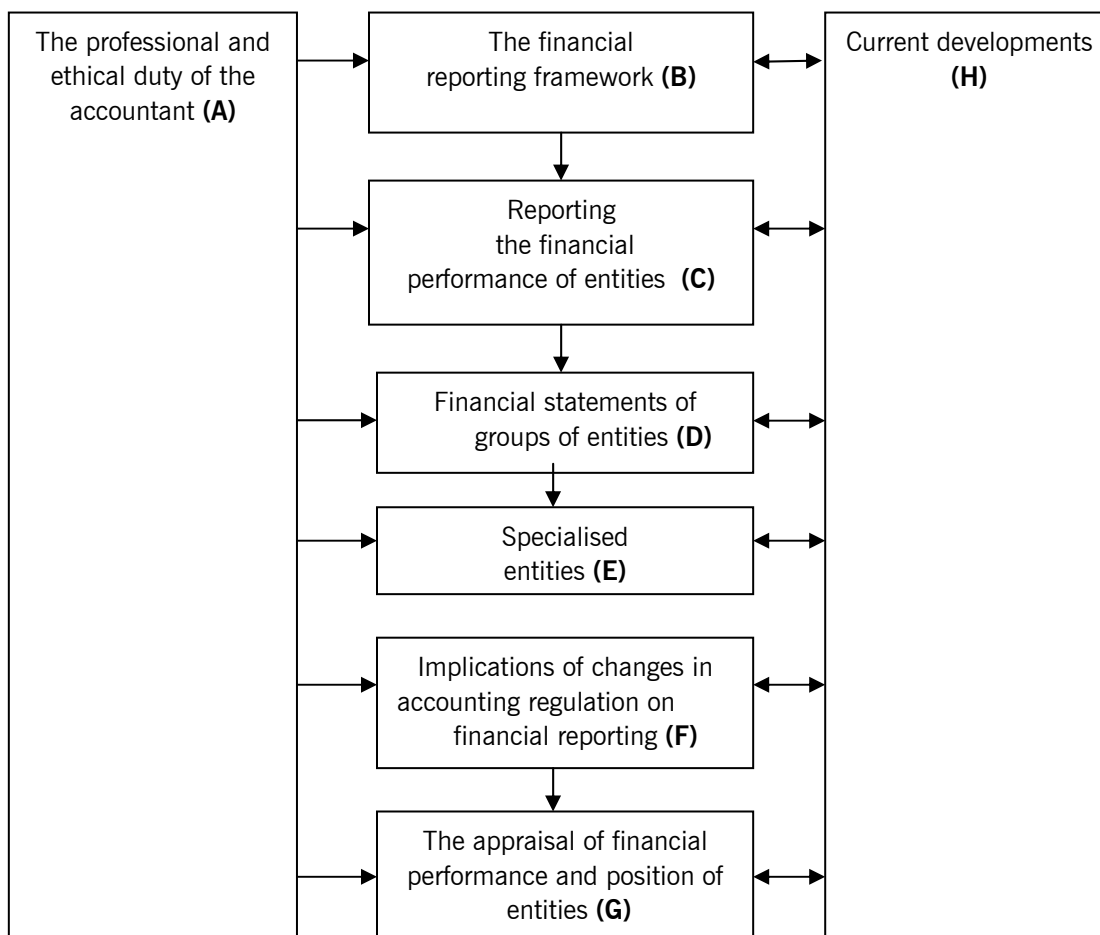 The professional and
ethical duty of the
accountant (A)
The financial
reporting framework (B)
Current developments
(H)
Reporting
the financial
performance of entities (C)
Financial statements of
groups of entities (D)
Specialised
entities (E)
Implications of changes in
accounting regulation on
financial reporting (F)
The appraisal of financial
performance and position of
entities (G)